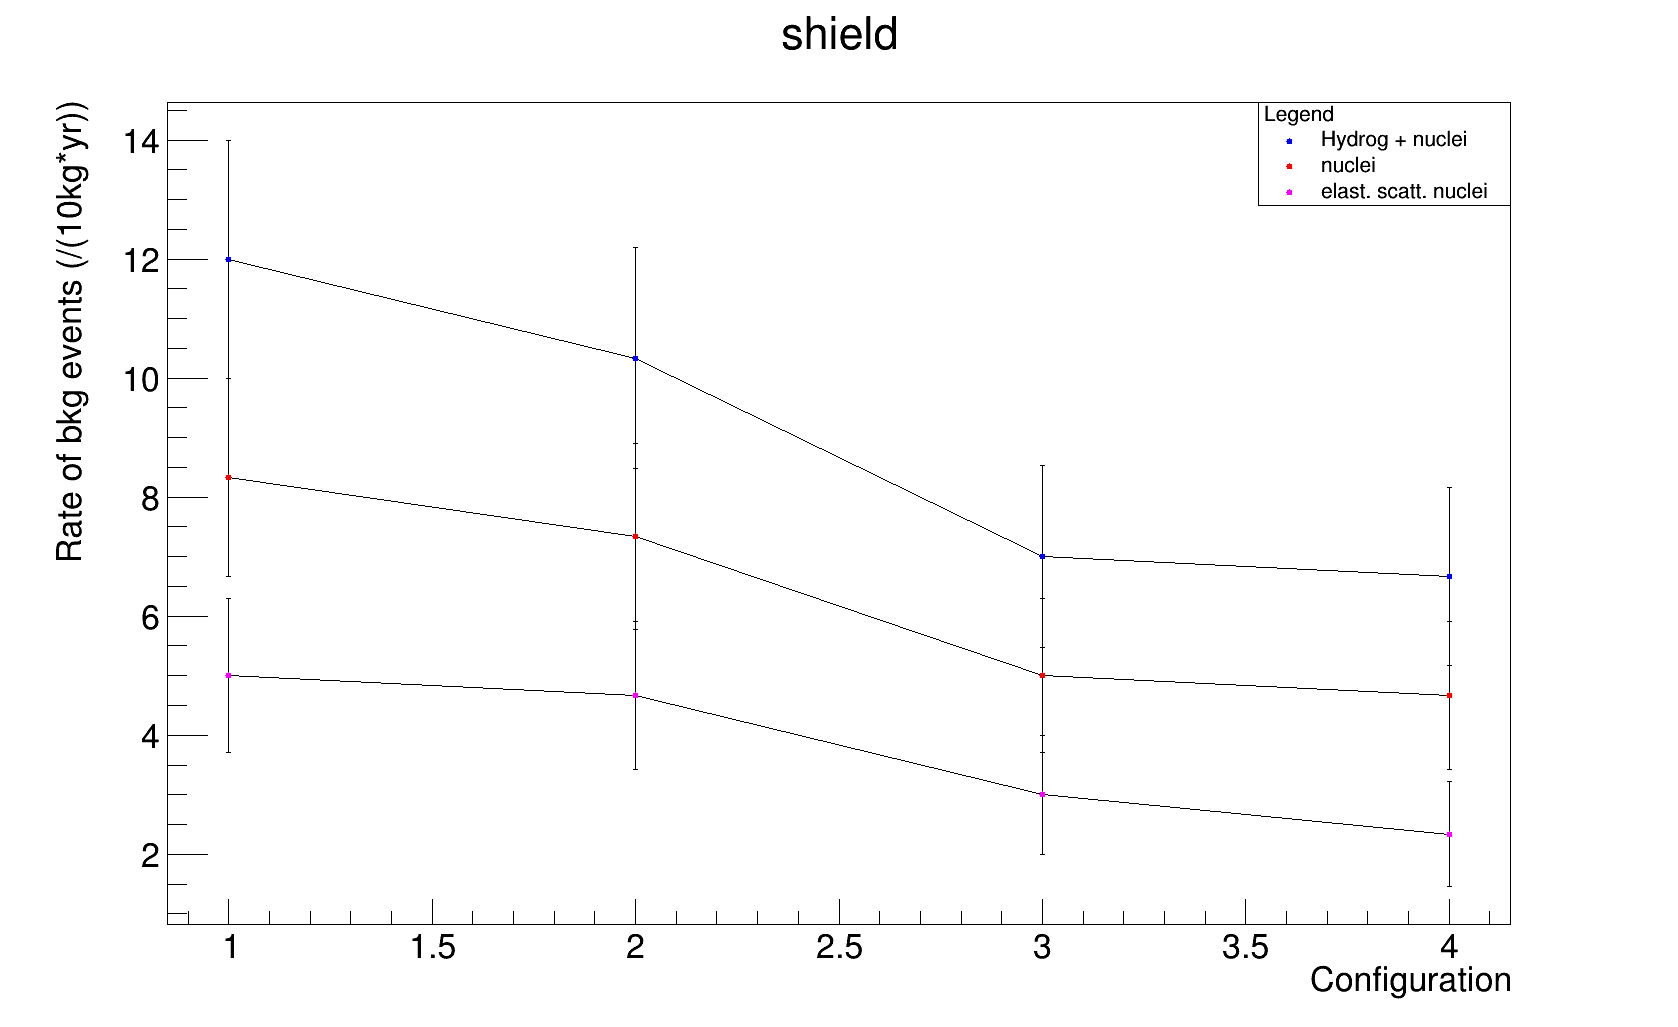 shield
Rate of bkg events (/(10kg*yr))
14
12
10
8
6
4
2
Legend
Hydrog + nuclei
nuclei
elast. scatt. nuclei
1 1.5 2 2.5 3 3.5 4
Configuration